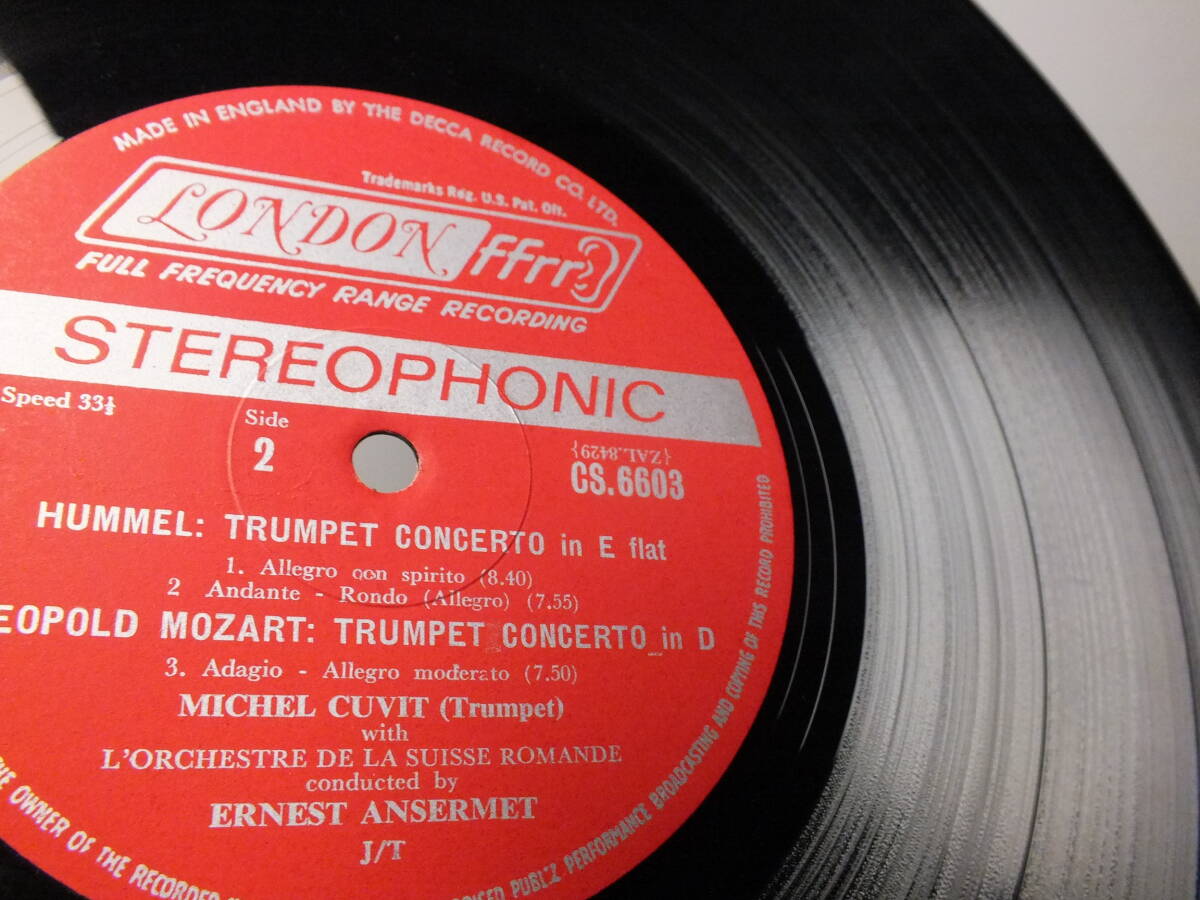 MADE IN ENGLAND BY THE DECCA RECORD CO. LTD.
Trademarks Reg. U.S. Pat. Off.
LONDON ffrr
FULL FREQUENCY RANGE RECORDING
STEREOPHONIC
Speed 33⅓
Side
2
{ZAL.8429}
CS.6603
HUMMEL: TRUMPET CONCERTO in E flat
1. Allegro con spirito (8.40)
2 Andante - Rondo (Allegro) (7.55)
EOPOLD MOZART: TRUMPET CONCERTO in D
3. Adagio - Allegro moderato (7.50)
MICHEL CUVIT (Trumpet)
with
L'ORCHESTRE DE LA SUISSE ROMANDE
conducted by
ERNEST ANSERMET
J/T
OWNER OF THE RECORDED
PUBLIC PERFORMANCE BROADCASTING AND COPYING OF THIS RECORD PROHIBITED